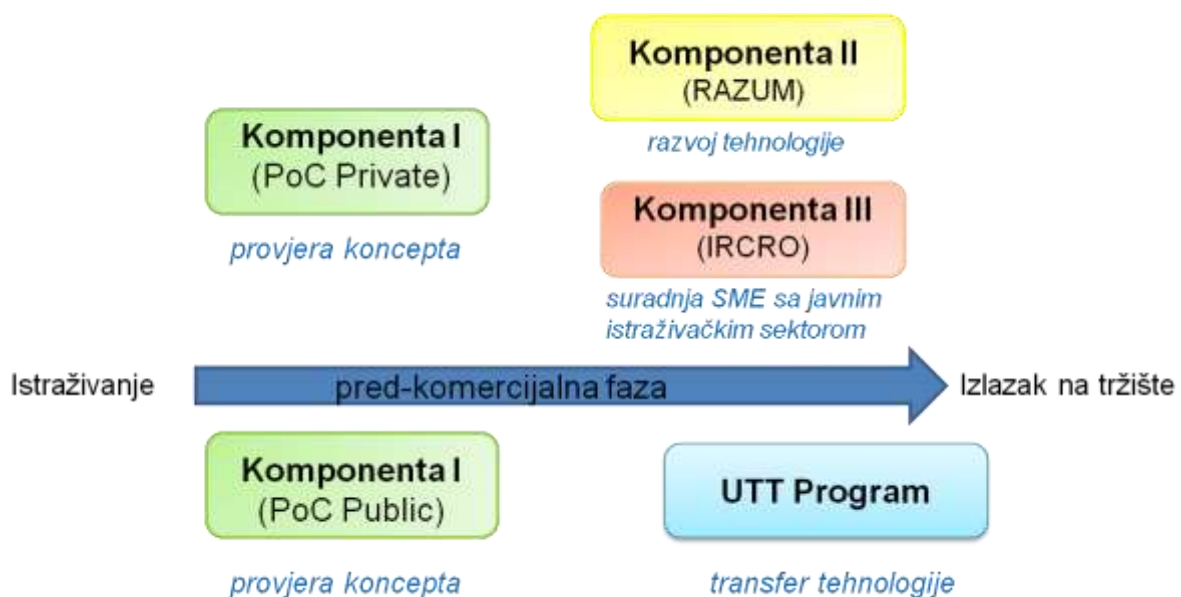 Komponenta II
(RAZUM)
razvoj tehnologije
Komponenta I
(PoC Private)
provjera koncepta
Komponenta III
(IRCRO)
suradnja SME sa javnim
istraživačkim sektorom
Istraživanje
pred-komercijalna faza
Izlazak na tržište
Komponenta I
(PoC Public)
provjera koncepta
UTT Program
transfer tehnologije